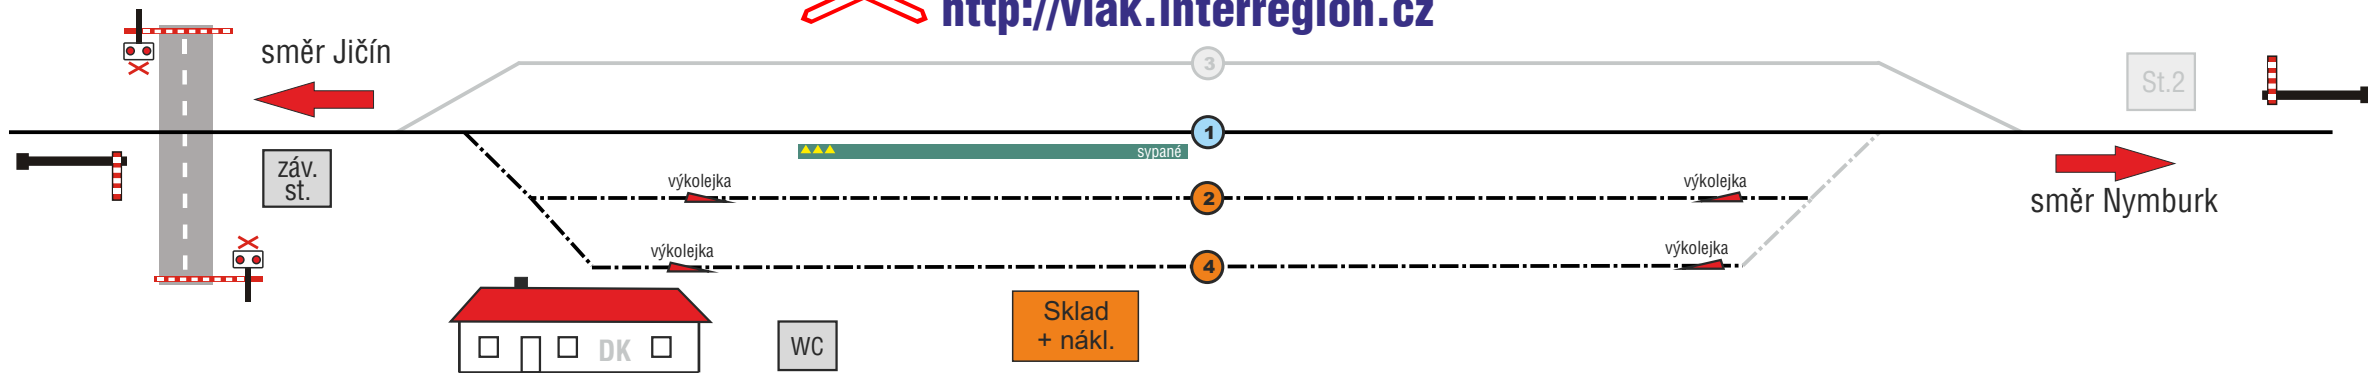 http://vlak.interregion.cz
směr Jičín
3
St.2
1
záv.
st.
sypané
výkolejka
2
výkolejka
směr Nymburk
výkolejka
4
výkolejka
DK
WC
Sklad
+ nákl.